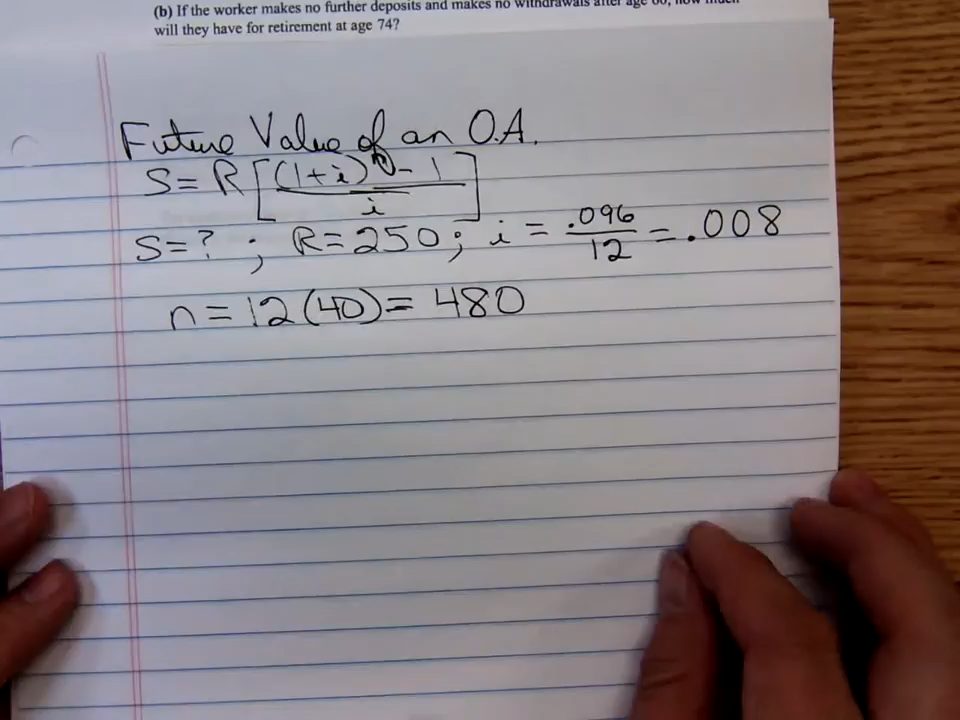 (b) If the worker makes no further deposits and makes no withdrawals after age 60, how much
will they have for retirement at age 74?
Future Value of an O.A.
S = R [ ((1+i)^n - 1) / i ]
S = ? ; R = 250 ; i = .096 / 12 = .008
n = 12(40) = 480